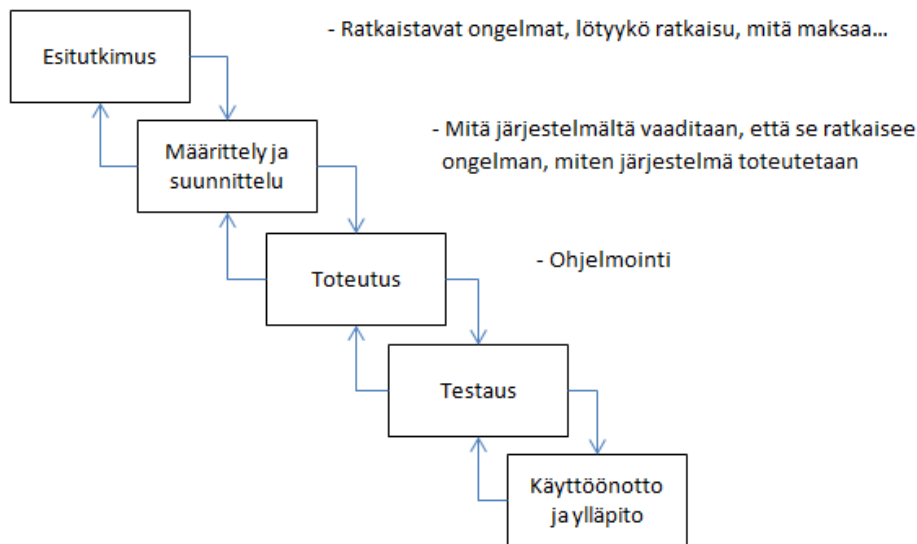 Esitutkimus
- Ratkaistavat ongelmat, lötyykö ratkaisu, mitä maksaa...
Määrittely ja
suunnittelu
- Mitä järjestelmältä vaaditaan, että se ratkaisee
ongelman, miten järjestelmä toteutetaan
Toteutus
- Ohjelmointi
Testaus
Käyttöönotto
ja ylläpito